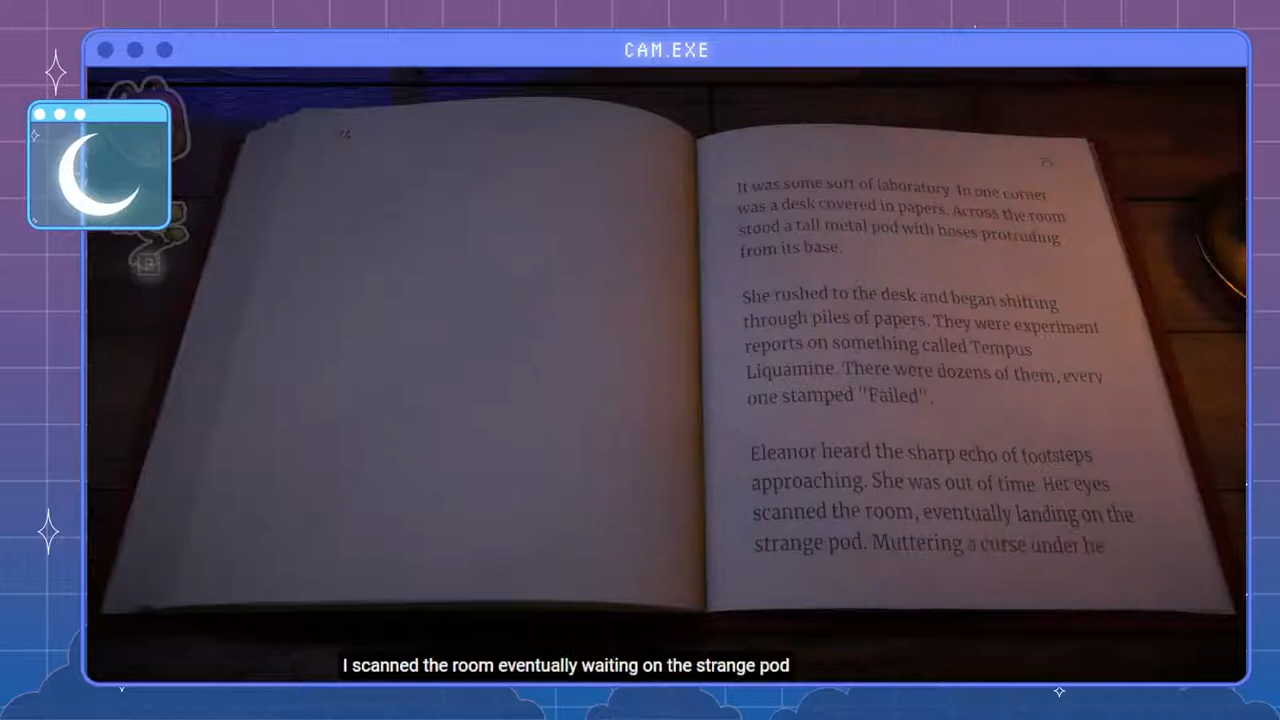 CAM.EXE
75
It was some sort of laboratory. In one corner
was a desk covered in papers. Across the room
stood a tall metal pod with hoses protruding
from its base.
She rushed to the desk and began shifting
through piles of papers. They were experiment
reports on something called Tempus
Liquamine. There were dozens of them, every
one stamped "Failed".
Eleanor heard the sharp echo of footsteps
approaching. She was out of time. Her eyes
scanned the room, eventually landing on the
strange pod. Muttering a curse under he
I scanned the room eventually waiting on the strange pod